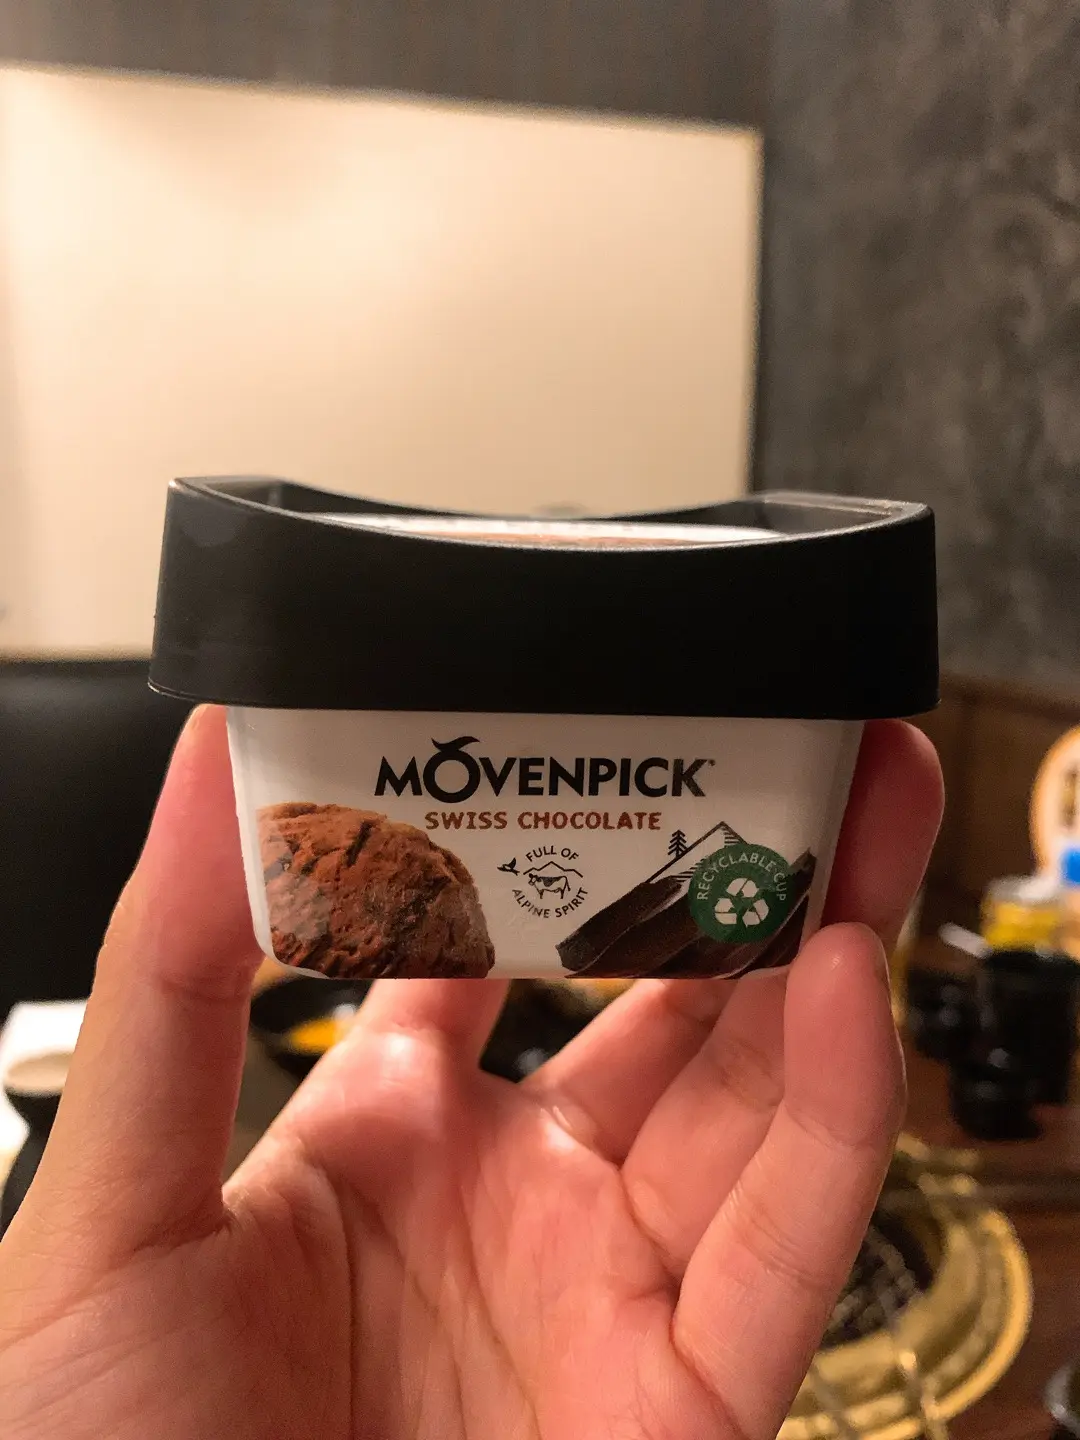 MÖVENPICK
SWISS CHOCOLATE
FULL OF
ALPINE SPIRIT
RECYCLABLE CUP